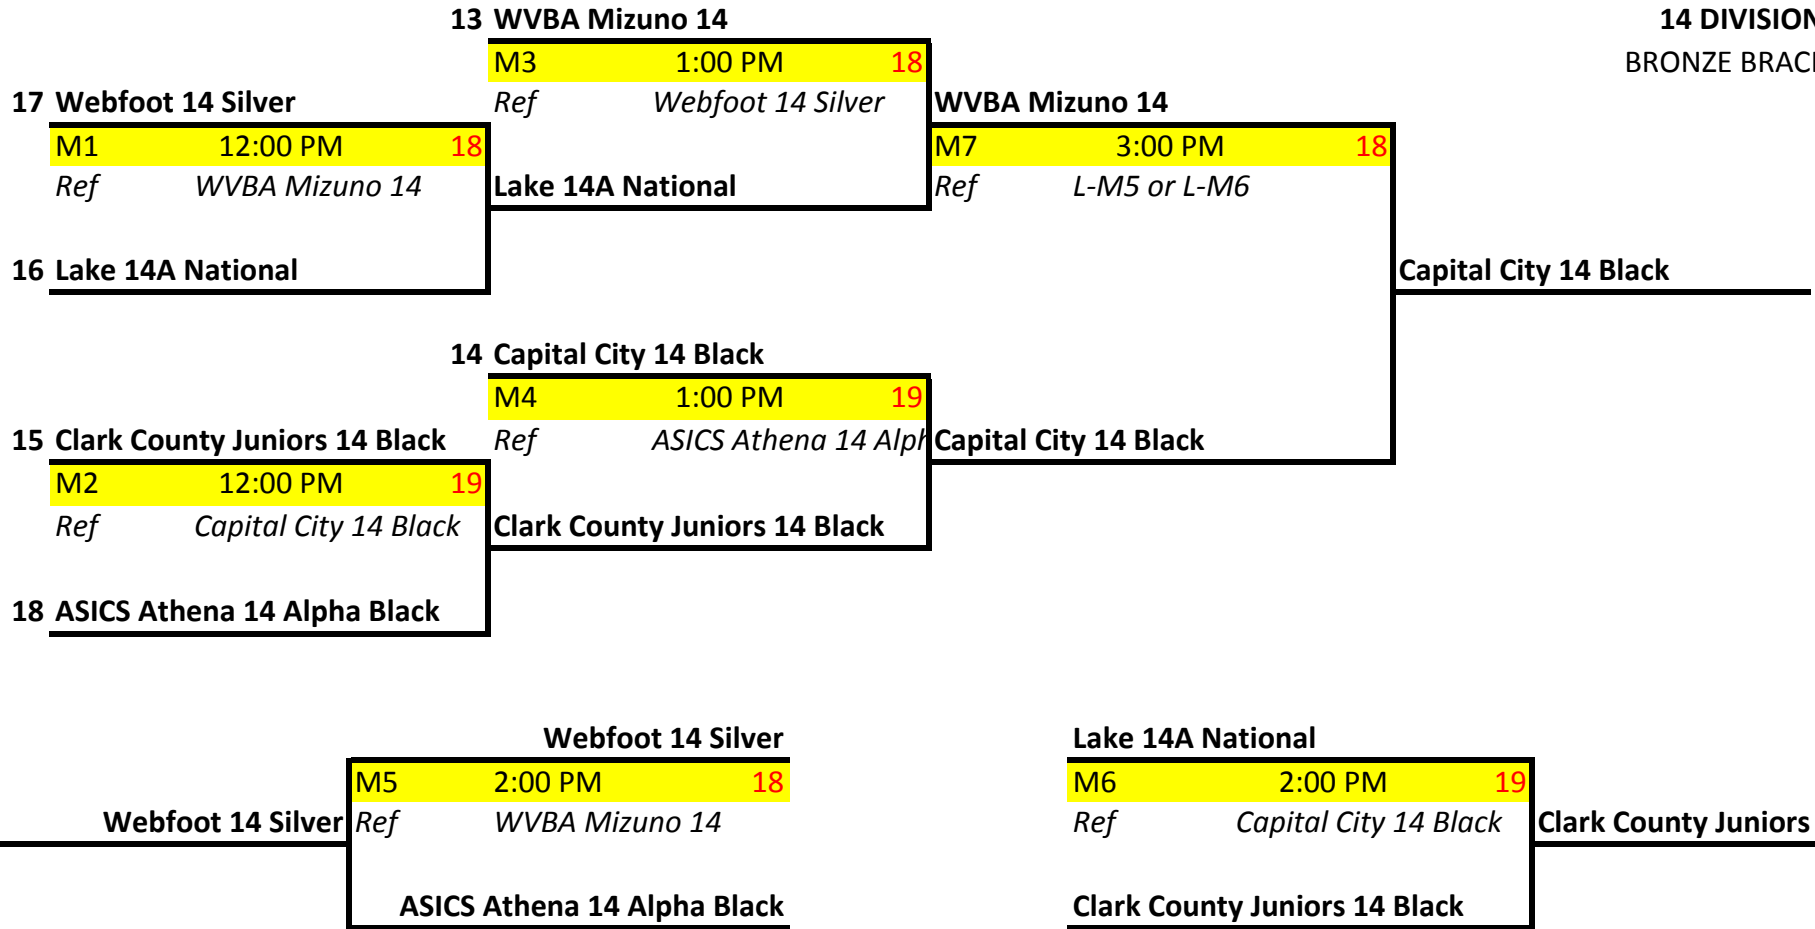 13 WVBA Mizuno 14
14 DIVISION
M3 1:00 PM 18
BRONZE BRACK
17 Webfoot 14 Silver
Ref Webfoot 14 Silver
WVBA Mizuno 14
M1 12:00 PM 18
M7 3:00 PM 18
Ref WVBA Mizuno 14
Lake 14A National
Ref L-M5 or L-M6
16 Lake 14A National
Capital City 14 Black
14 Capital City 14 Black
M4 1:00 PM 19
15 Clark County Juniors 14 Black
Ref ASICS Athena 14 Alph
Capital City 14 Black
M2 12:00 PM 19
Ref Capital City 14 Black
Clark County Juniors 14 Black
18 ASICS Athena 14 Alpha Black
Webfoot 14 Silver
Lake 14A National
M5 2:00 PM 18
M6 2:00 PM 19
Webfoot 14 Silver
Ref WVBA Mizuno 14
Ref Capital City 14 Black
Clark County Juniors
ASICS Athena 14 Alpha Black
Clark County Juniors 14 Black